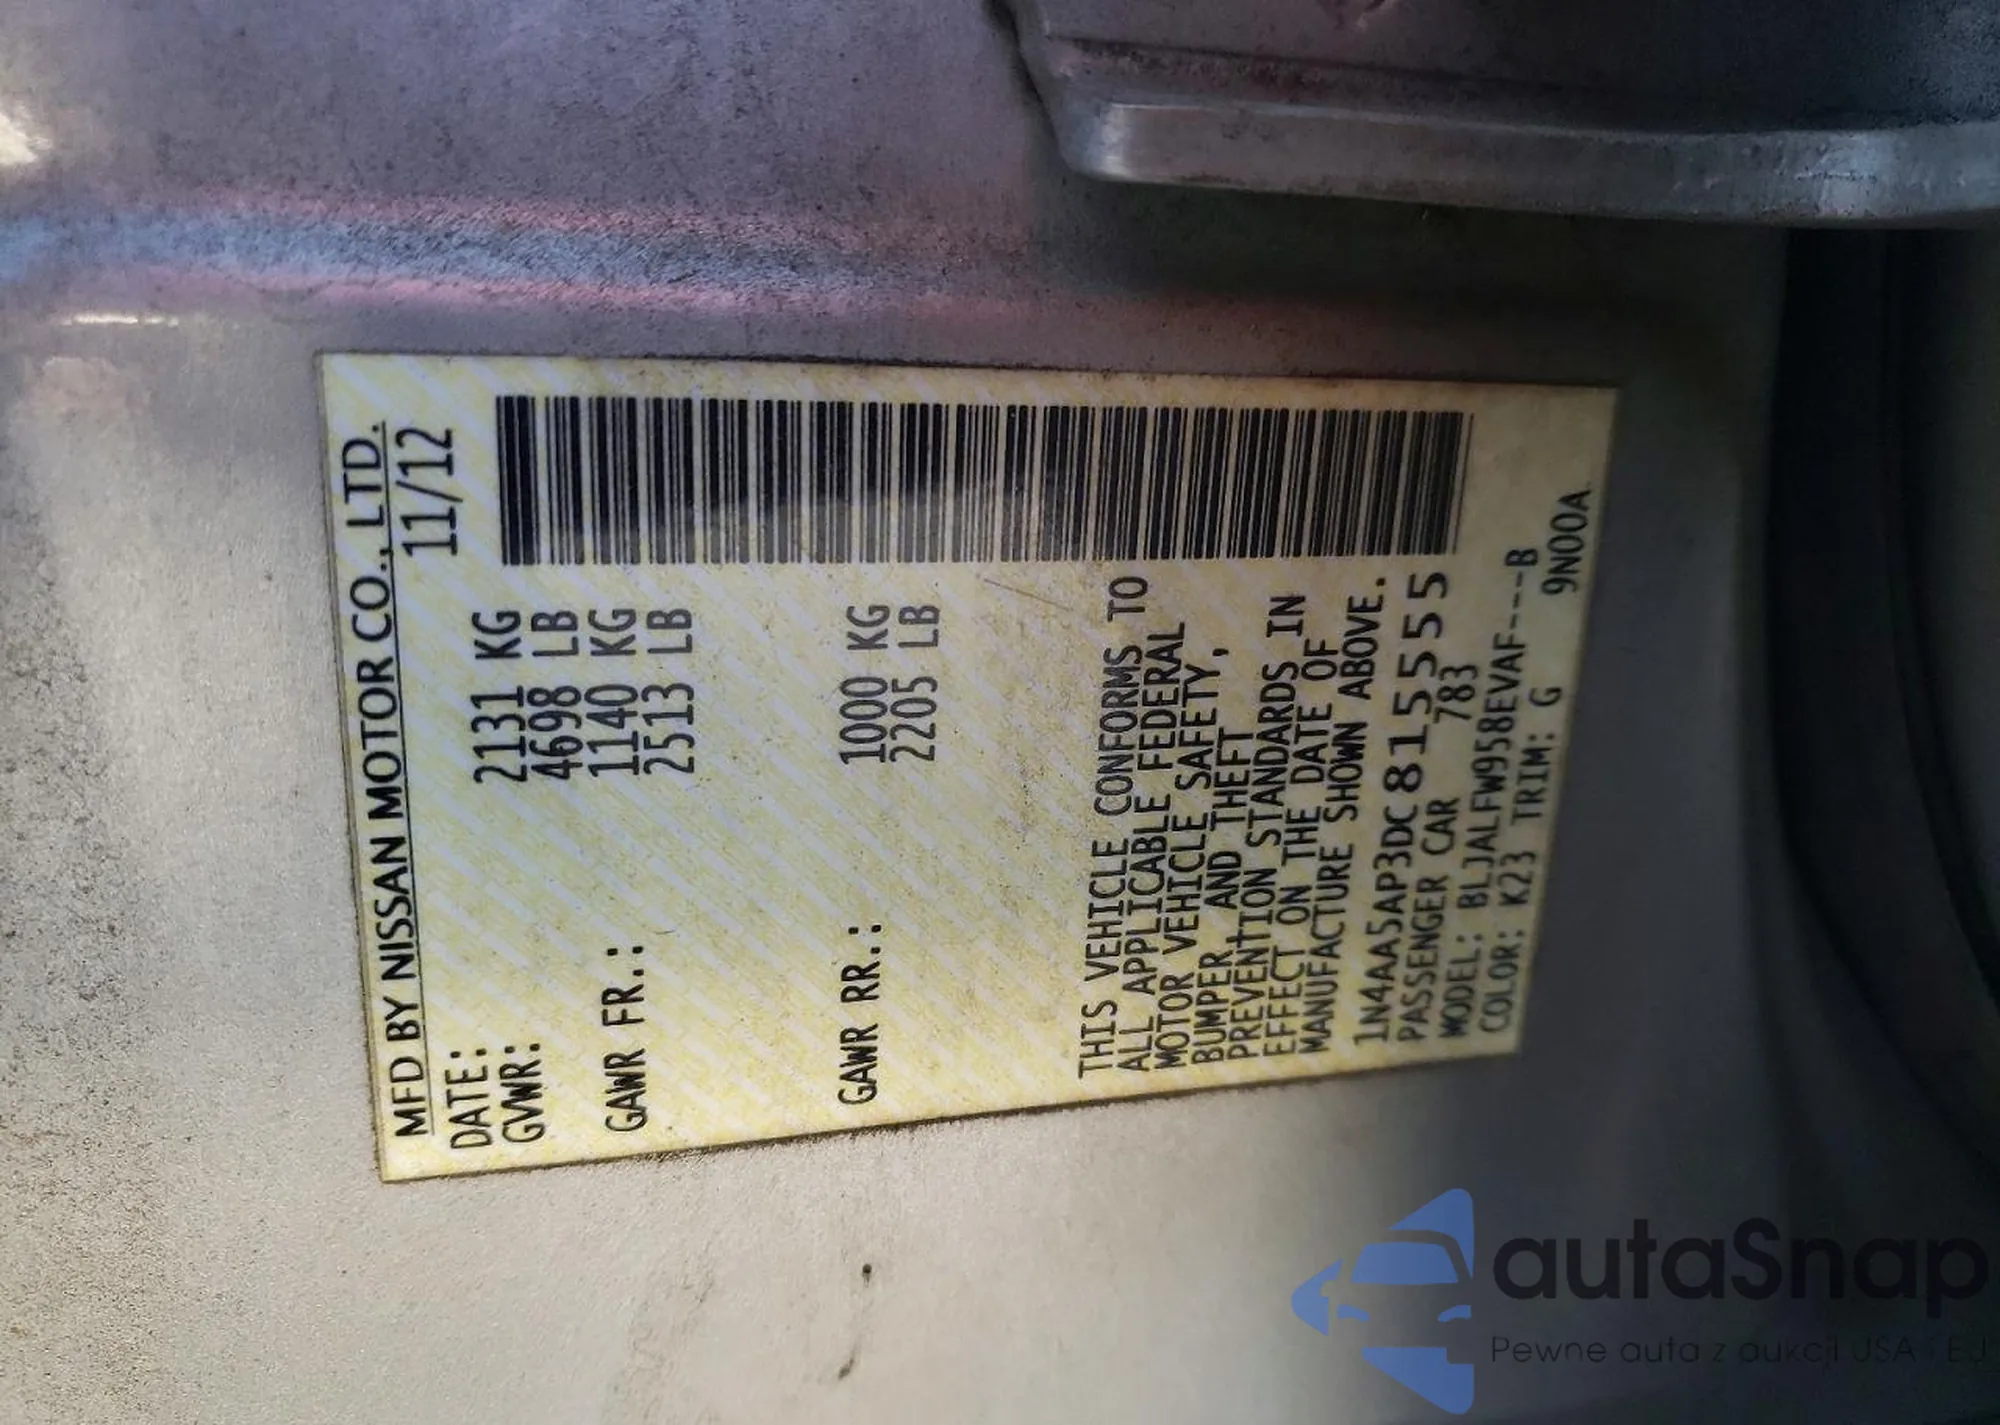 MFD BY NISSAN MOTOR CO., LTD.
DATE: 11/12
GVWR: 2131 KG
4698 LB
GAWR FR.: 1140 KG
2513 LB
GAWR RR.: 1000 KG
2205 LB
THIS VEHICLE CONFORMS TO
ALL APPLICABLE FEDERAL
MOTOR VEHICLE SAFETY,
BUMPER, AND THEFT
PREVENTION STANDARDS IN
EFFECT ON THE DATE OF
MANUFACTURE SHOWN ABOVE.
1N4AA5AP3DC815555
PASSENGER CAR 783
MODEL: BLJALFW958EVAF---B
COLOR: K23 TRIM: G 9N00A
autaSnap
Pewne auta z aukcji USA i EU